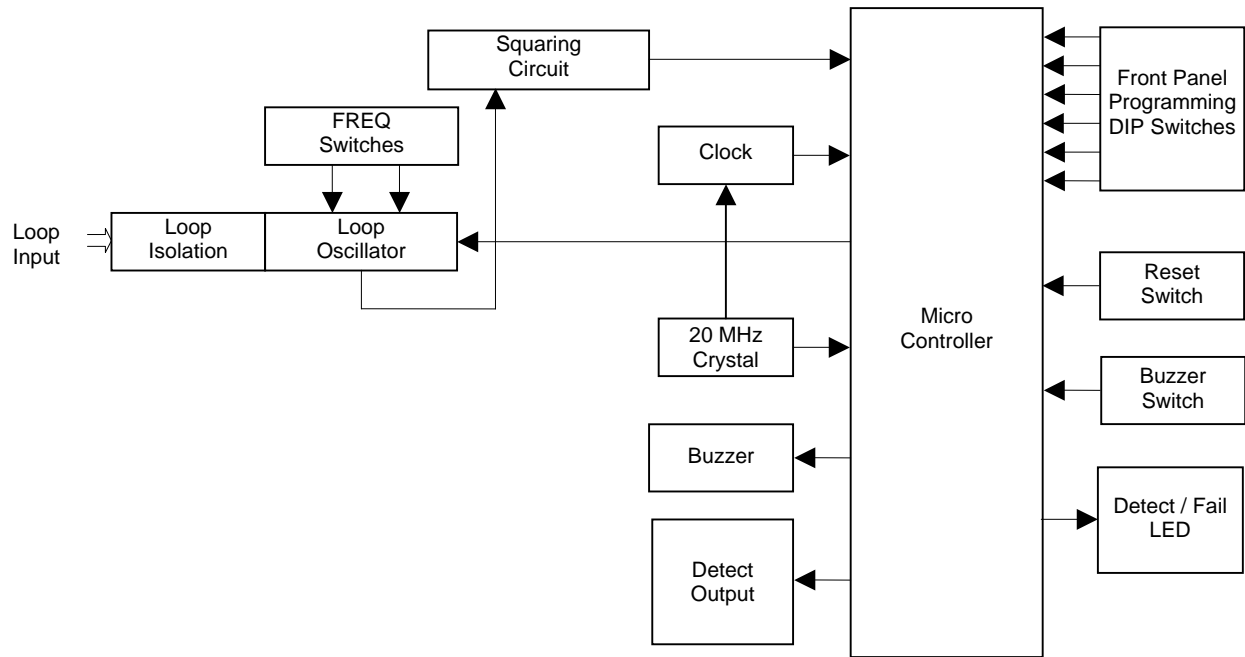 Squaring
Circuit
Front Panel
Programming
DIP Switches
FREQ
Switches
Clock
Loop
Input
Loop
Isolation
Loop
Oscillator
Reset
Switch
20 MHz
Crystal
Micro
Controller
Buzzer
Switch
Buzzer
Detect / Fail
LED
Detect
Output